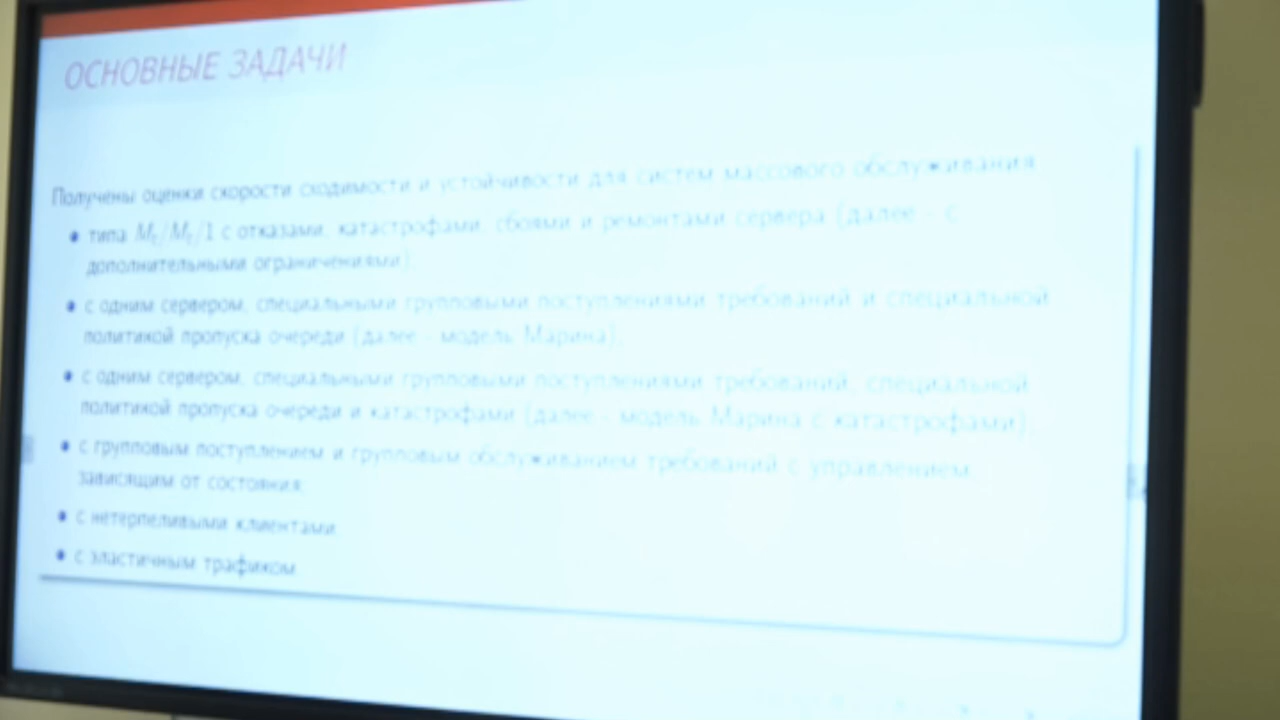 ОСНОВНЫЕ ЗАДАЧИ
Получены оценки скорости сходимости и устойчивости для систем массового обслуживания
• типа M_t/M_t/1 с отказами, катастрофами, сбоями и ремонтами сервера (далее - с
дополнительными ограничениями);
• с одним сервером, специальными групповыми поступлениями требований и специальной
политикой пропуска очереди (далее - модель Марина);
• с одним сервером, специальными групповыми поступлениями требований, специальной
политикой пропуска очереди и катастрофами (далее - модель Марина с катастрофами);
• с групповым поступлением и групповым обслуживанием требований с управлением
зависящим от состояния;
• с нетерпеливыми клиентами
• с эластичным трафиком